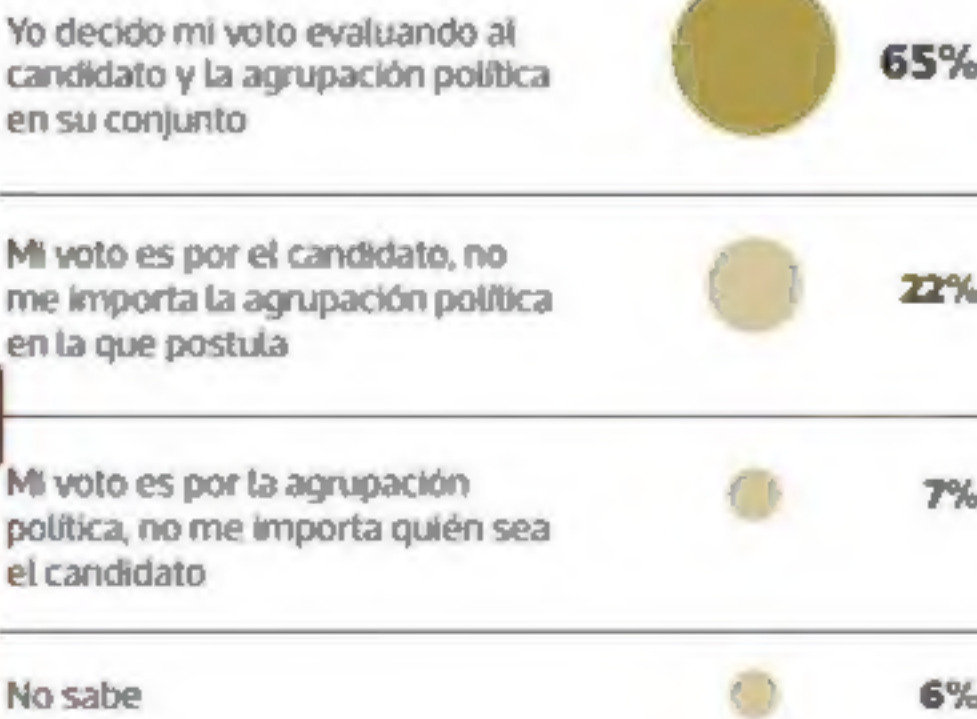 Yo decido mi voto evaluando al
candidato y la agrupación política
en su conjunto
65%
Mi voto es por el candidato, no
me importa la agrupación política
en la que postula
22%
Mi voto es por la agrupación
política, no me importa quién sea
el candidato
7%
No sabe
6%